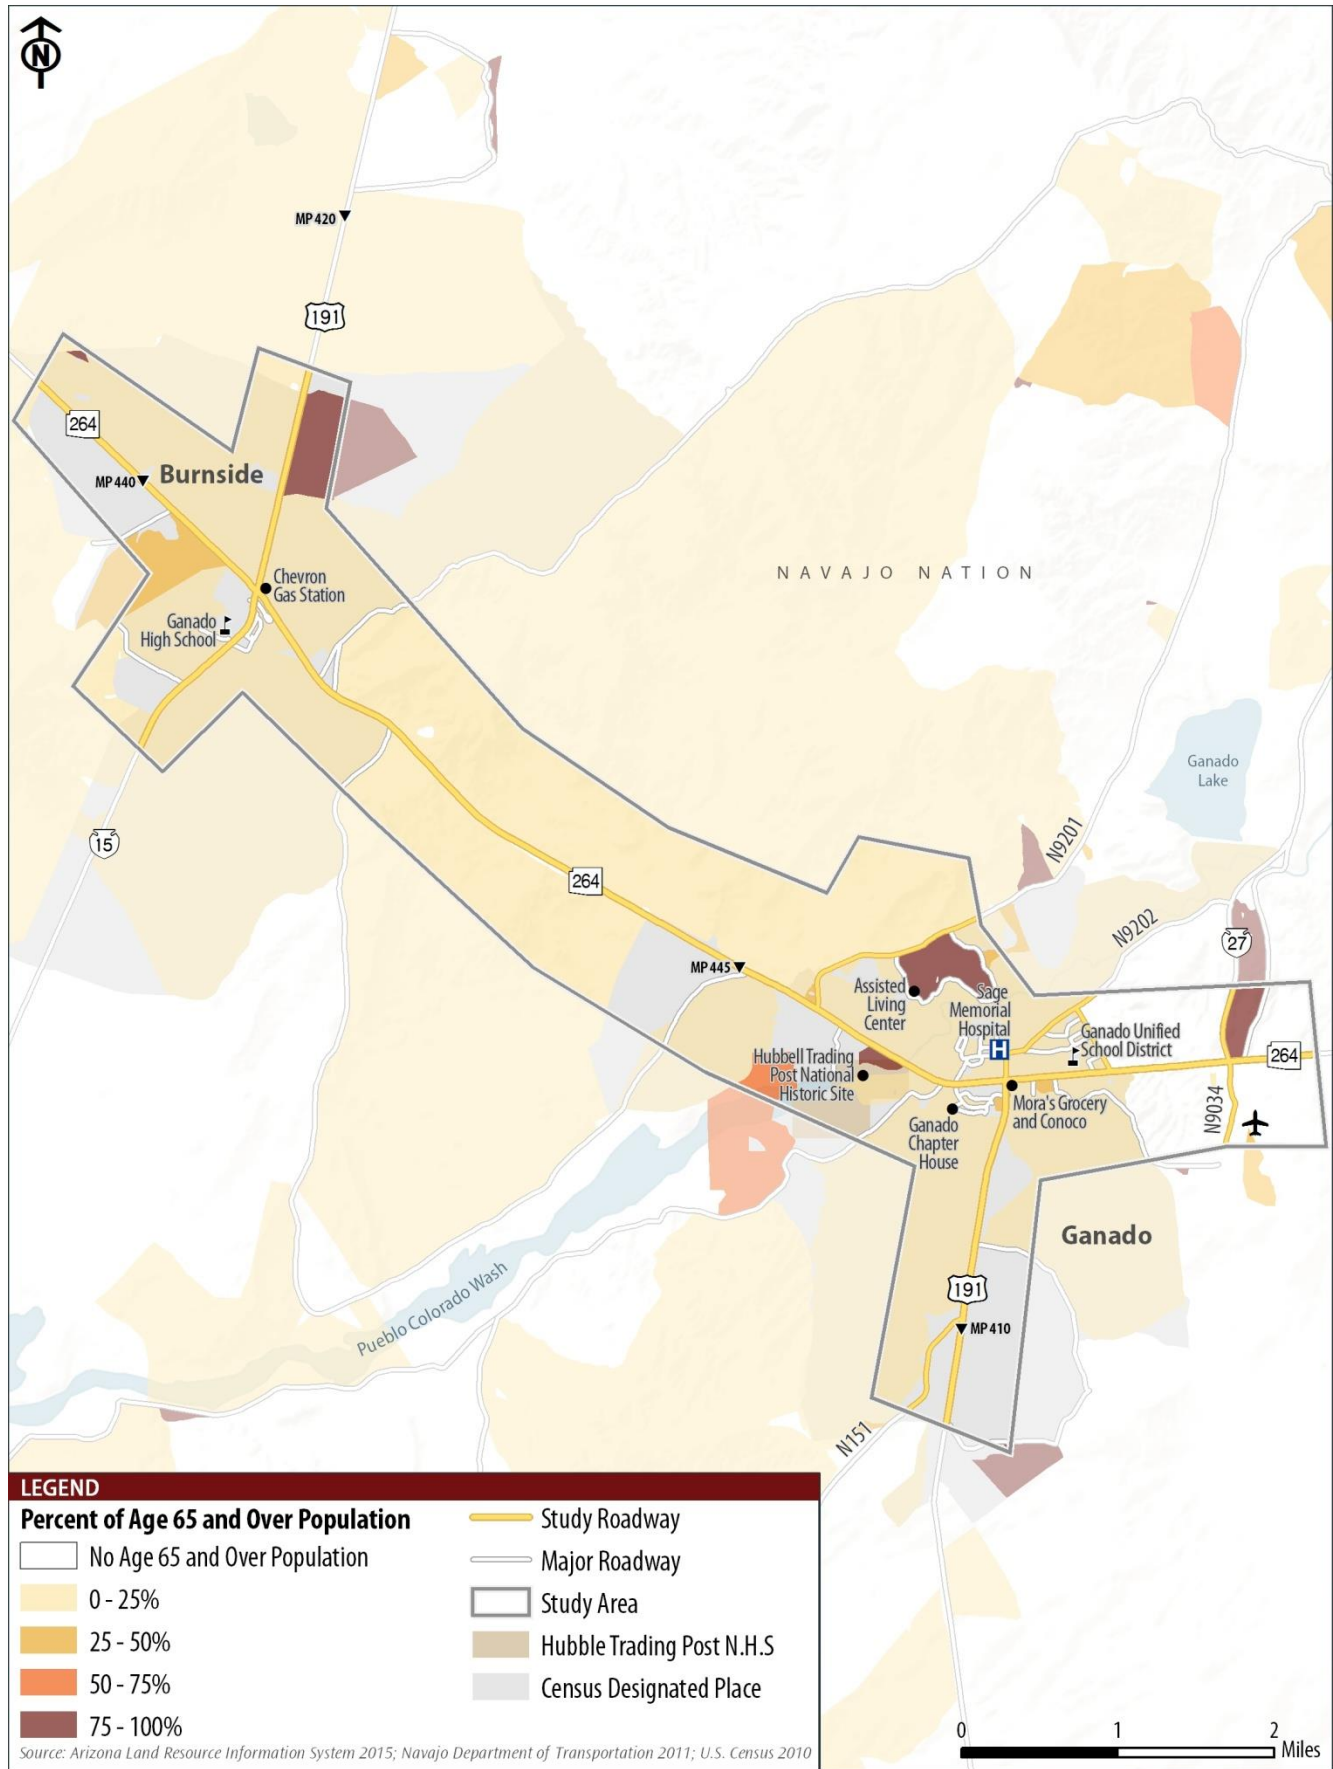 N
MP 420
191
264
Burnside
MP 440
Chevron
Gas Station
Ganado
High School
NAVAJO NATION
Ganado
Lake
15
N9201
264
N9202
27
MP 445
Assisted
Living
Center
Sage
Memorial
Hospital
H
Ganado Unified
School District
264
Hubbell Trading
Post National
Historic Site
Mora's Grocery
and Conoco
N9034
Ganado
Chapter
House
Ganado
Pueblo Colorado Wash
191
MP 410
N151
LEGEND
Percent of Age 65 and Over Population
No Age 65 and Over Population
0 - 25%
25 - 50%
50 - 75%
75 - 100%
Study Roadway
Major Roadway
Study Area
Hubble Trading Post N.H.S
Census Designated Place
Source: Arizona Land Resource Information System 2015; Navajo Department of Transportation 2011; U.S. Census 2010
0 1 2
Miles